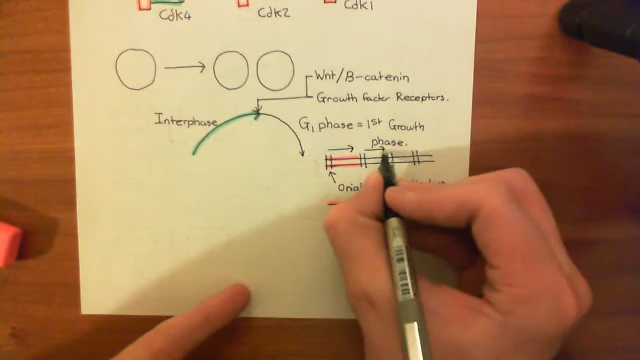 Cdk4
Cdk2
Cdk1
Wnt/B-catenin
Growth Factor Receptors.
Interphase
G1 phase = 1st Growth
phase.